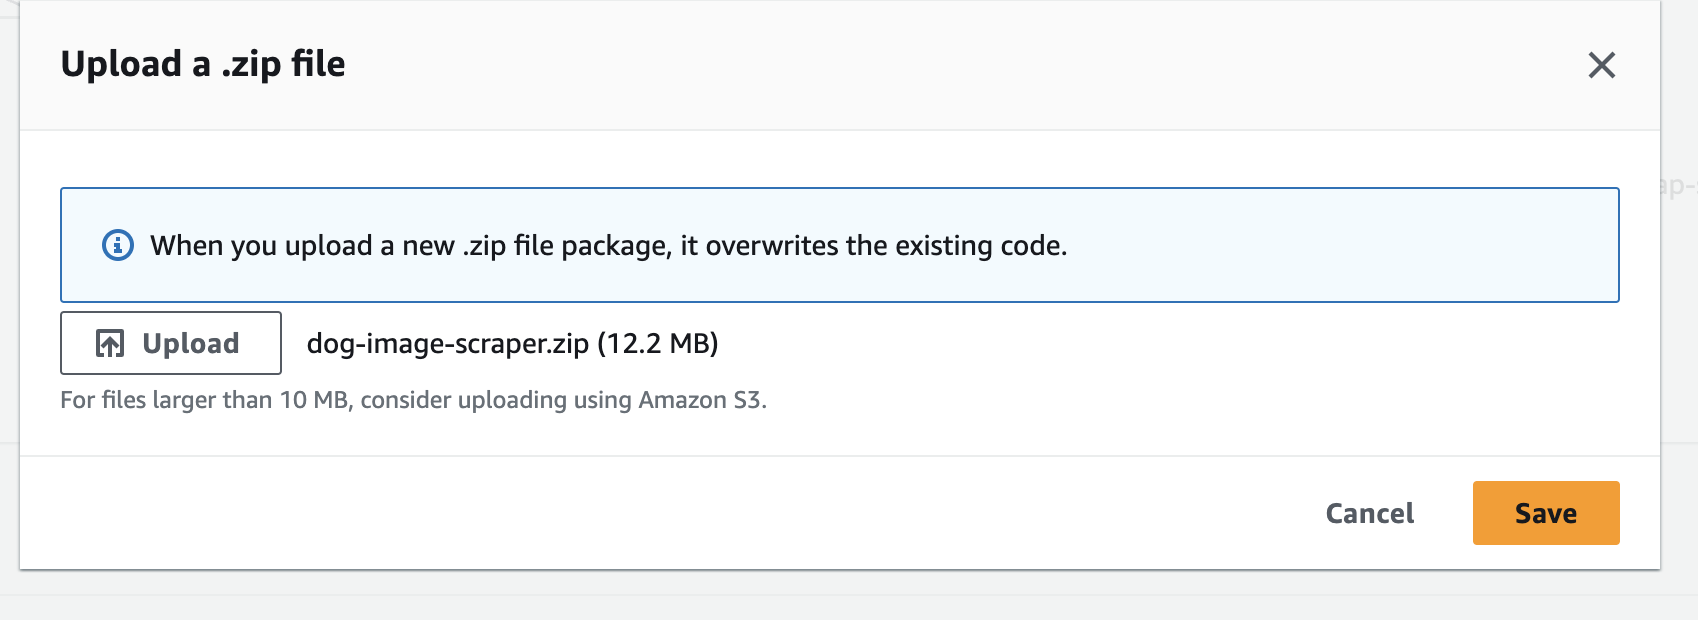 Upload a .zip file
When you upload a new .zip file package, it overwrites the existing code.
Upload
dog-image-scraper.zip (12.2 MB)
For files larger than 10 MB, consider uploading using Amazon S3.
Cancel
Save